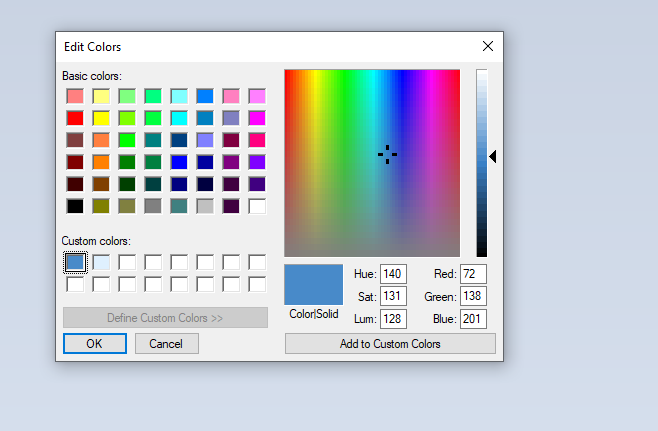 Edit Colors
Basic colors:
Custom colors:
Define Custom Colors >>
OK Cancel
Hue: 140 Red: 72
Sat: 131 Green: 138
Color|Solid
Lum: 128 Blue: 201
Add to Custom Colors